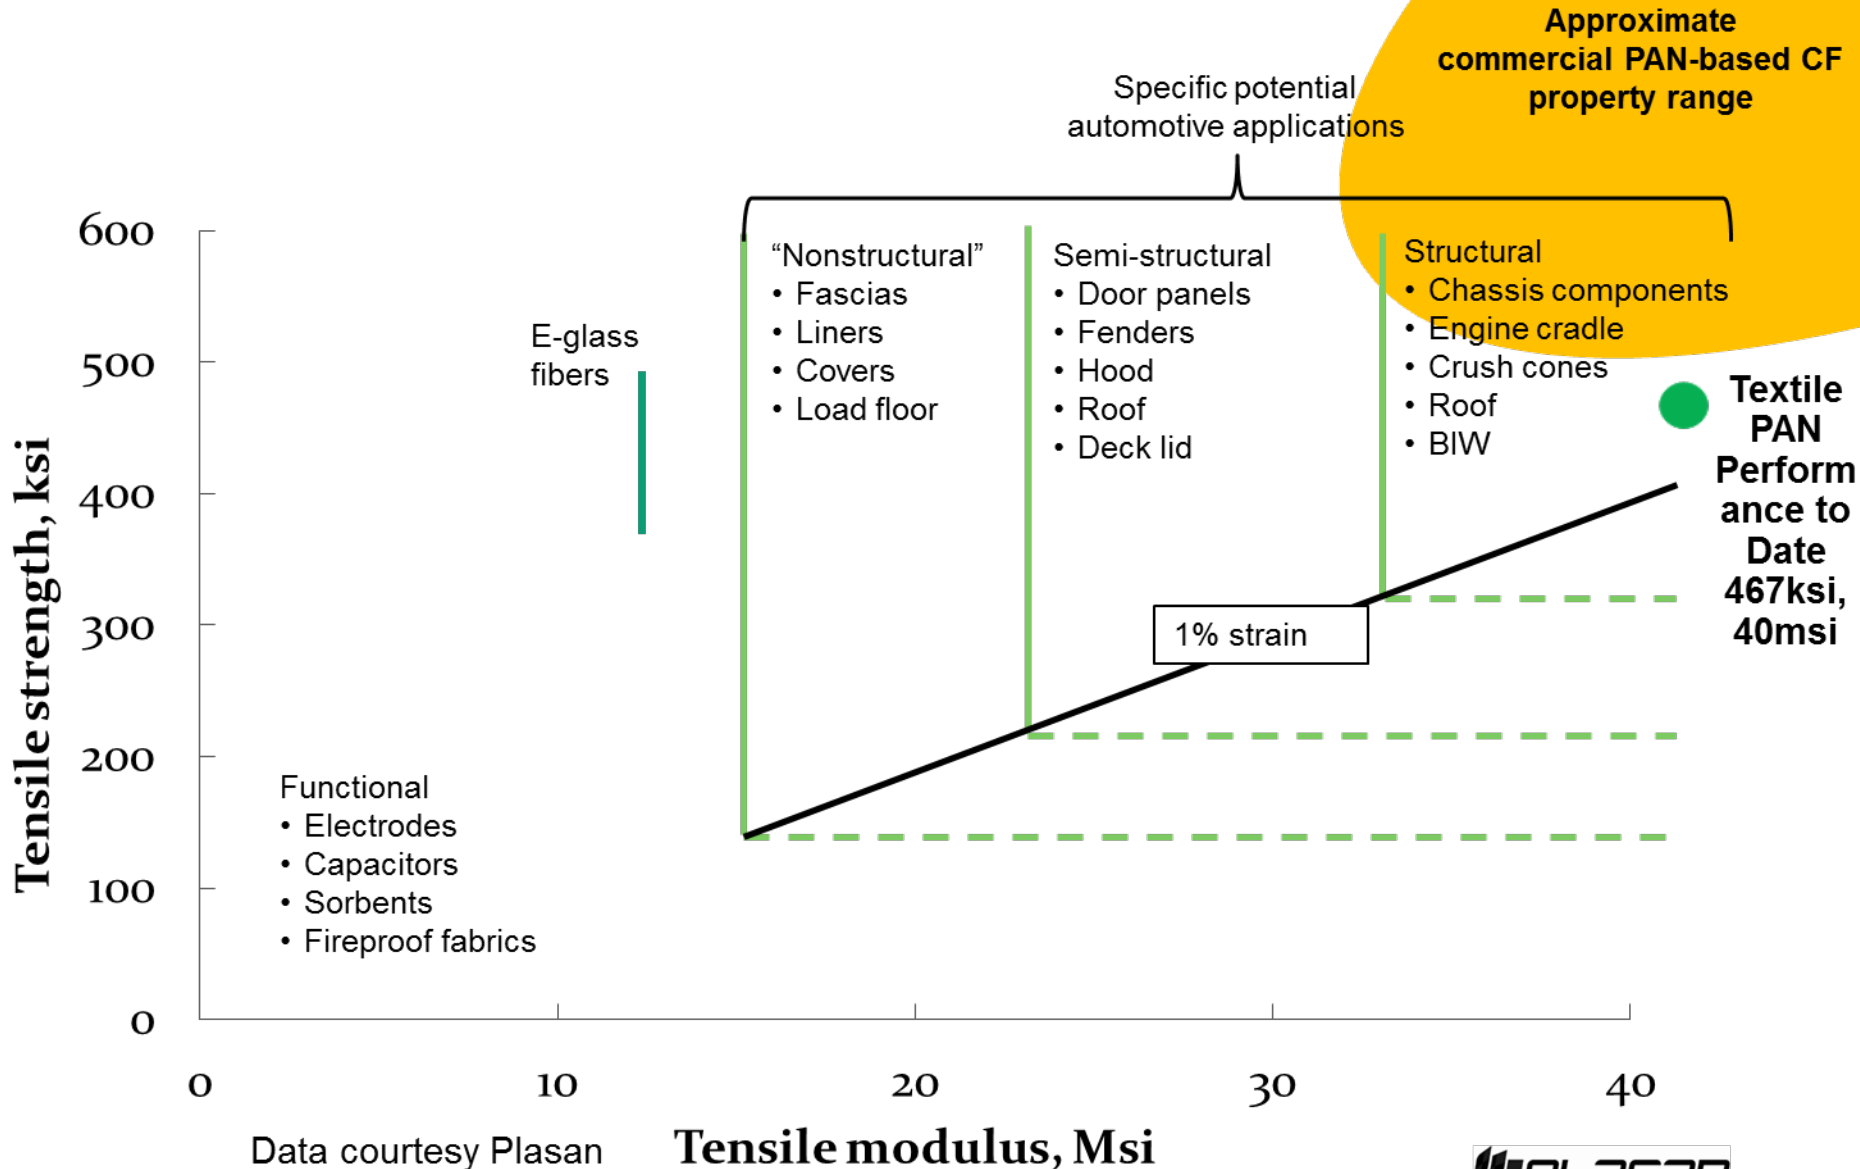 Approximate
commercial PAN-based CF
property range
Specific potential
automotive applications
600
500
400
300
200
100
0
Tensile strength, ksi
E-glass
fibers
“Nonstructural”
• Fascias
• Liners
• Covers
• Load floor
Semi-structural
• Door panels
• Fenders
• Hood
• Roof
• Deck lid
Structural
• Chassis components
• Engine cradle
• Crush cones
• Roof
• BIW
Textile
PAN
Perform
ance to
Date
467ksi,
40msi
1% strain
Functional
• Electrodes
• Capacitors
• Sorbents
• Fireproof fabrics
0
10
20
30
40
Tensile modulus, Msi
Data courtesy Plasan